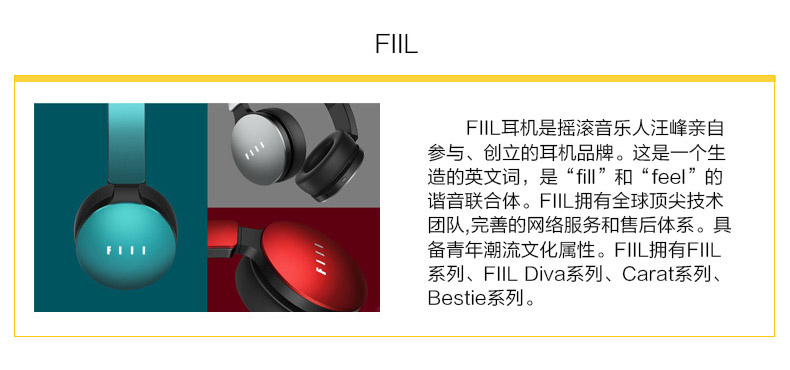 FIIL
FIIL
FIIL
FIIL
FIIL耳机是摇滚音乐人汪峰亲自
参与、创立的耳机品牌。这是一个生
造的英文词，是“fill”和“feel”的
谐音联合体。FIIL拥有全球顶尖技术
团队,完善的网络服务和售后体系。具
备青年潮流文化属性。FIIL拥有FIIL
系列、FIIL Diva系列、Carat系列、
Bestie系列。